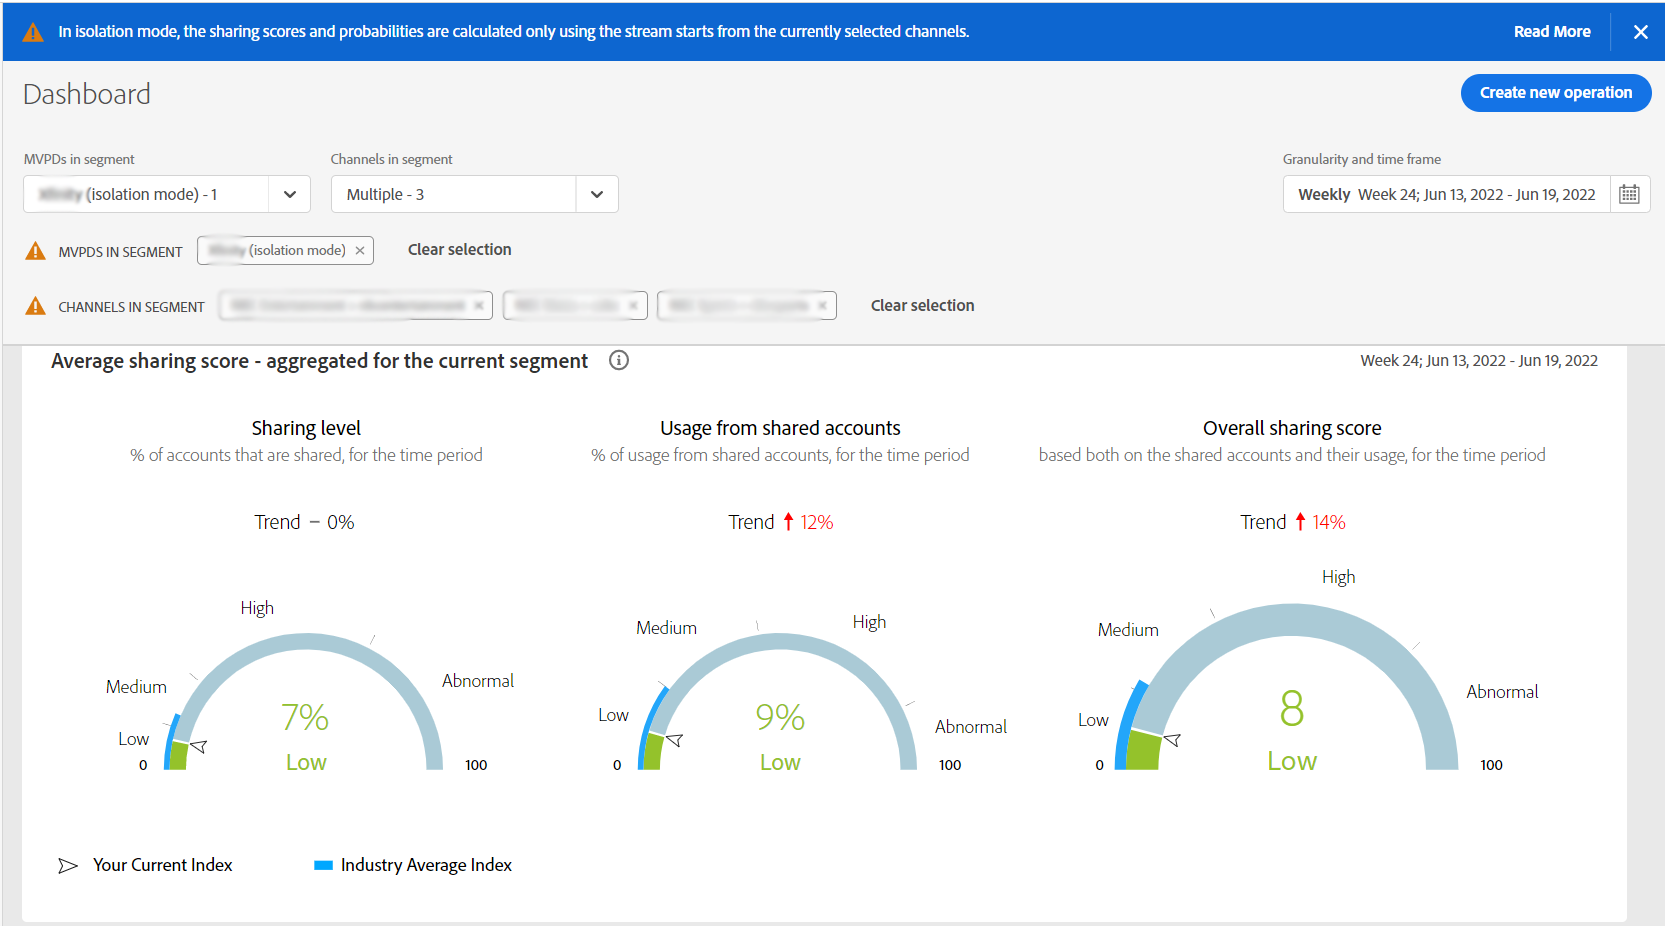 In isolation mode, the sharing scores and probabilities are calculated only using the stream starts from the currently selected channels.
Read More
Dashboard
Create new operation
MVPDs in segment
Channels in segment
Granularity and time frame
(isolation mode) - 1
Multiple - 3
Weekly Week 24; Jun 13, 2022 - Jun 19, 2022
MVPDS IN SEGMENT
(isolation mode)
Clear selection
CHANNELS IN SEGMENT
Clear selection
Average sharing score - aggregated for the current segment
Week 24; Jun 13, 2022 - Jun 19, 2022
Sharing level
% of accounts that are shared, for the time period
Trend – 0%
High
Medium
Abnormal
Low
7%
Low
0
100
Usage from shared accounts
% of usage from shared accounts, for the time period
Trend 12%
Medium
High
Low
Abnormal
9%
Low
0
100
Overall sharing score
based both on the shared accounts and their usage, for the time period
Trend 14%
High
Medium
Abnormal
Low
8
Low
0
100
Your Current Index
Industry Average Index